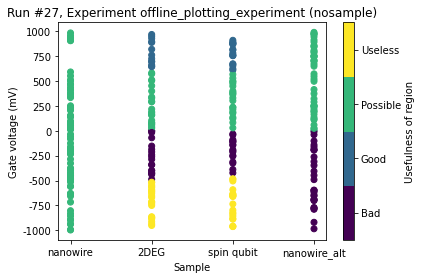 Run #27, Experiment offline_plotting_experiment (nosample)
1000
750
500
250
0
-250
-500
-750
-1000
Gate voltage (mV)
nanowire
2DEG
spin qubit
nanowire_alt
Sample
Useless
Possible
Good
Bad
Usefulness of region